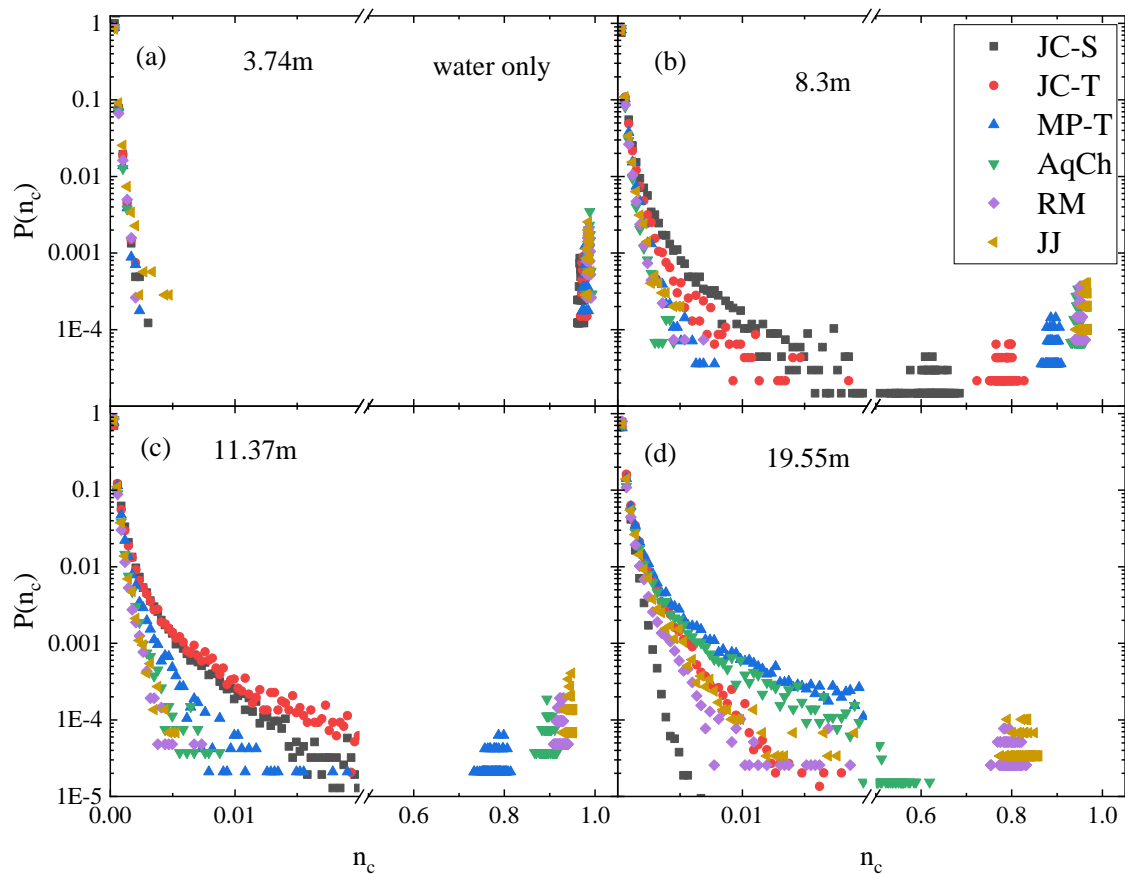 (a)
3.74m
water only
(b)
8.3m
JC-S
JC-T
MP-T
AqCh
RM
JJ
1
0.1
0.01
0.001
1E-4
P(n_c)
(c)
11.37m
(d)
19.55m
1
0.1
0.01
0.001
1E-4
1E-5
P(n_c)
0.00
0.01
0.6
0.8
1.0
0.01
0.6
0.8
1.0
n_c
n_c